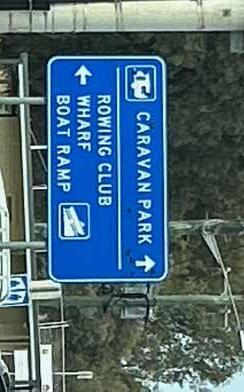 CARAVAN PARK
ROWING CLUB
WHARF
BOAT RAMP